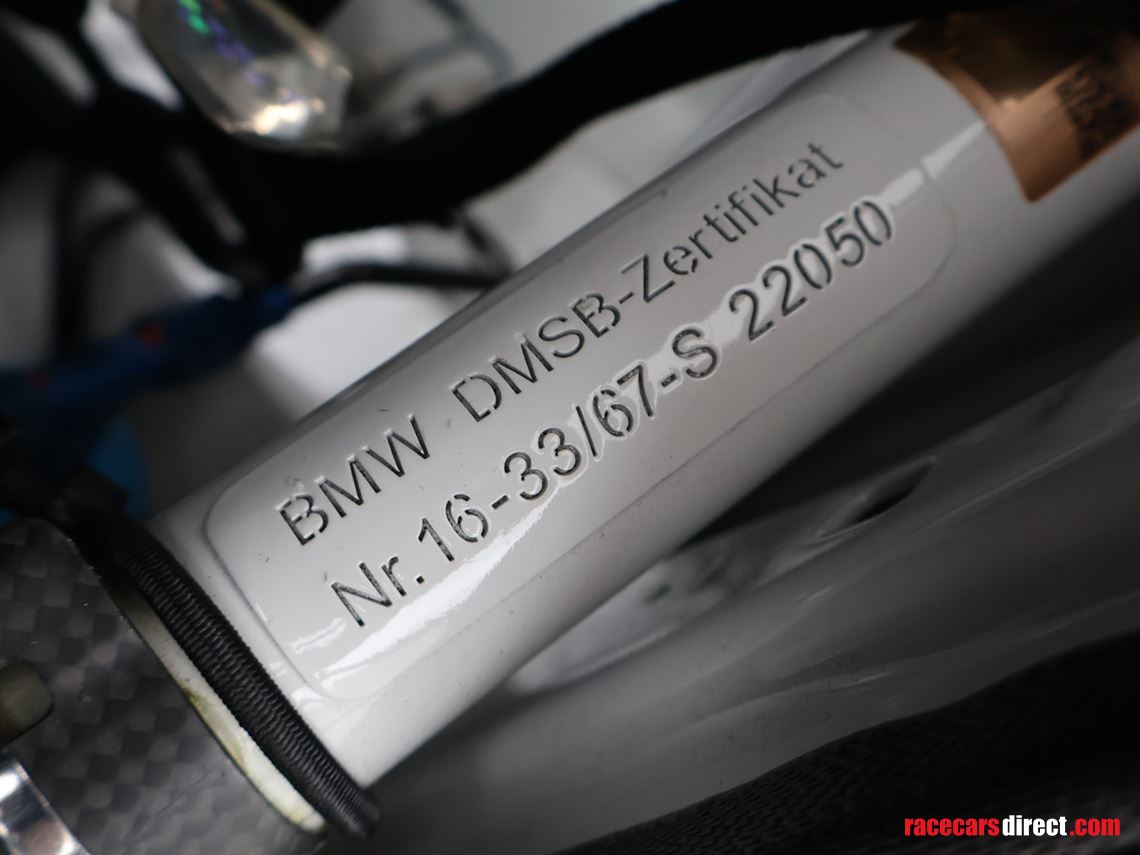 BMW DMSB-Zertifikat
Nr. 16-33/67-S 22050
racecarsdirect.com